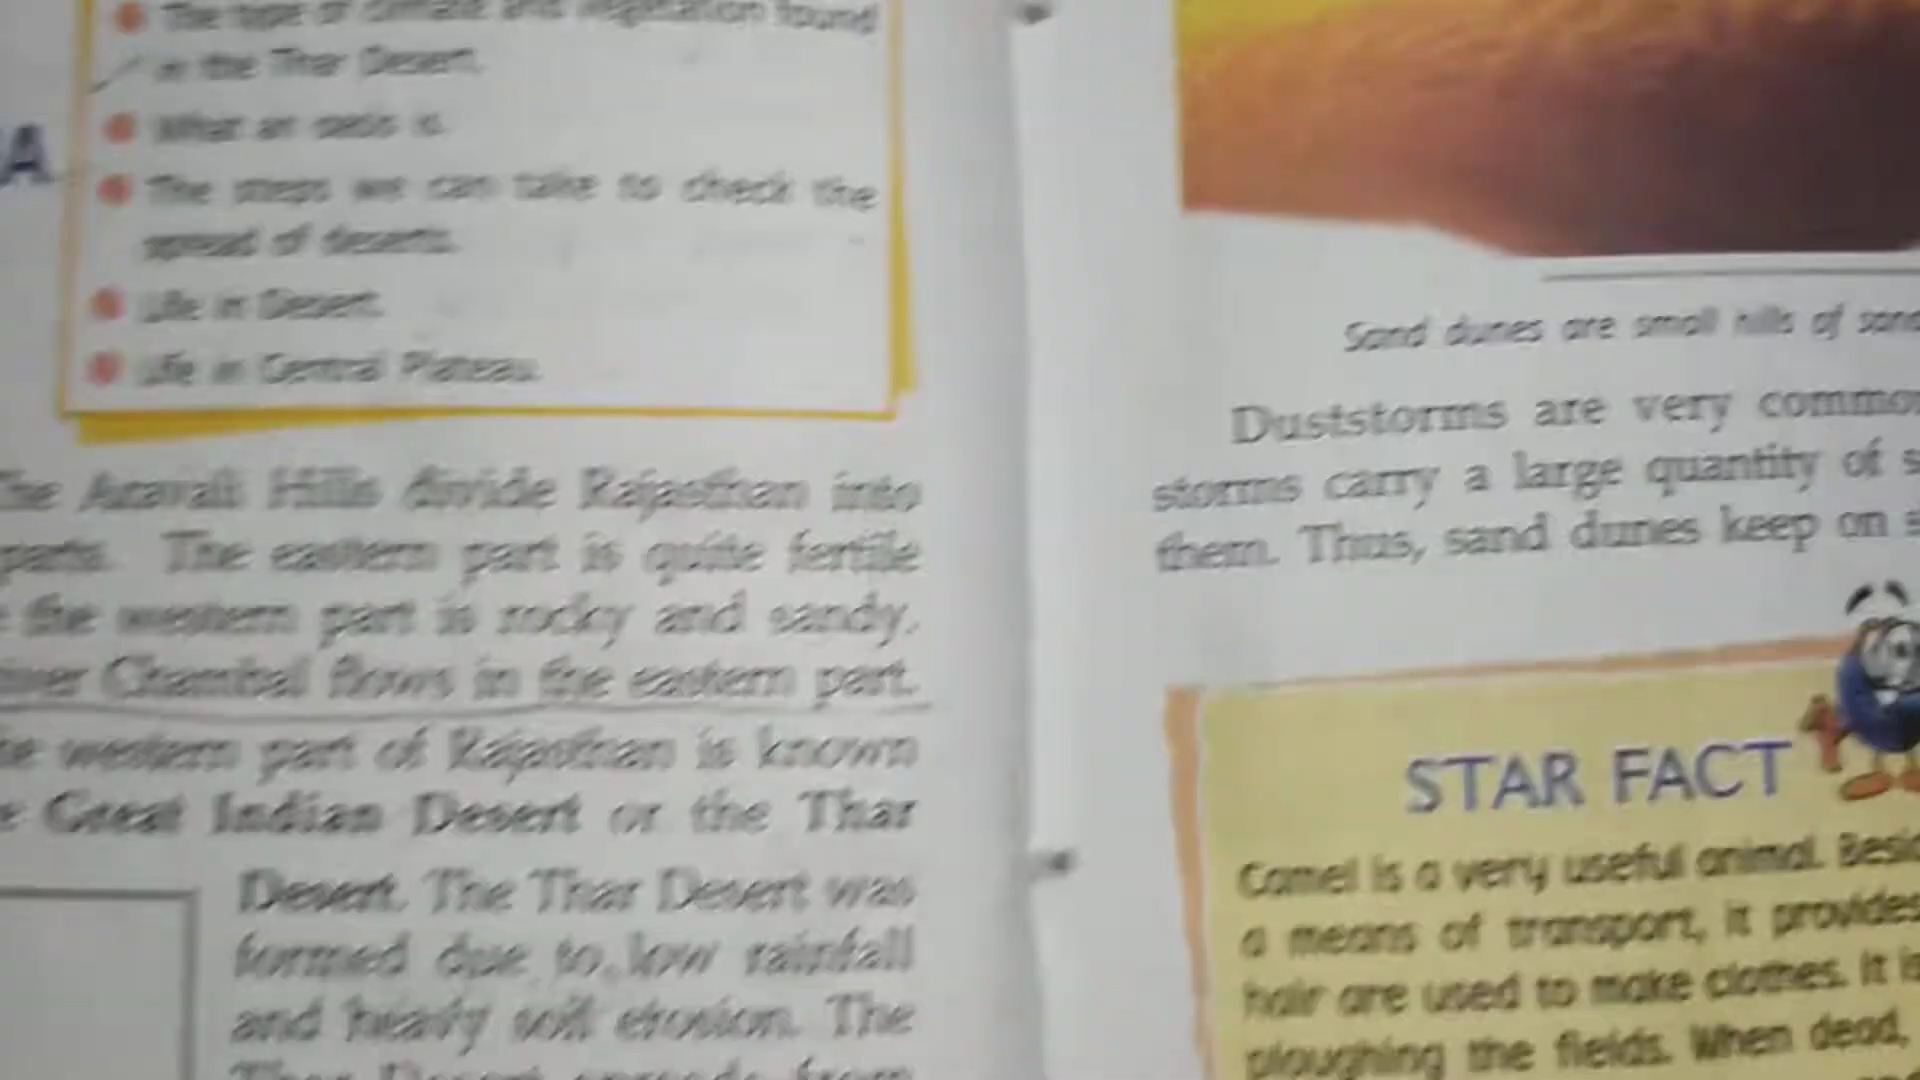 The type of climate and vegetation found
in the Thar Desert.
What an oasis is.
A
The steps we can take to check the
spread of deserts.
Life in Desert.
Life in Central Plateau.
The Aravali Hills divide Rajasthan into
parts. The eastern part is quite fertile
the western part is rocky and sandy.
Chambal flows in the eastern part.
western part of Rajasthan is known
Great Indian Desert or the Thar
Desert. The Thar Desert was
formed due to low rainfall
and heavy soil erosion. The
Thar Desert spreads from
Sand dunes are small hills of sand
Duststorms are very common
storms carry a large quantity of s
them. Thus, sand dunes keep on s
STAR FACT
Camel is a very useful animal. Besid
a means of transport, it provides
hair are used to make clothes. It is
ploughing the fields. When dead,